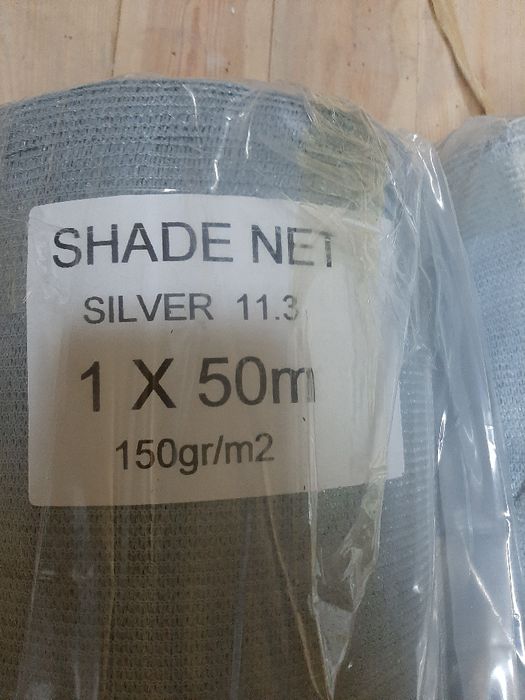 SHADE NET
SILVER 11.3
1 X 50m
150gr/m2